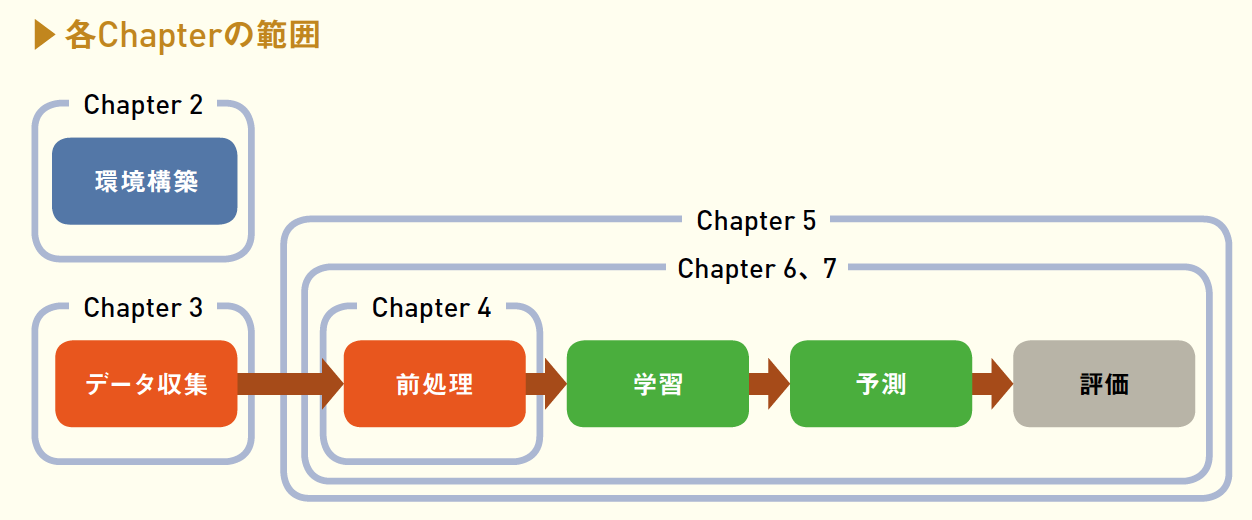 各Chapterの範囲
Chapter 2
環境構築
Chapter 5
Chapter 6、7
Chapter 3
Chapter 4
データ収集
前処理
学習
予測
評価